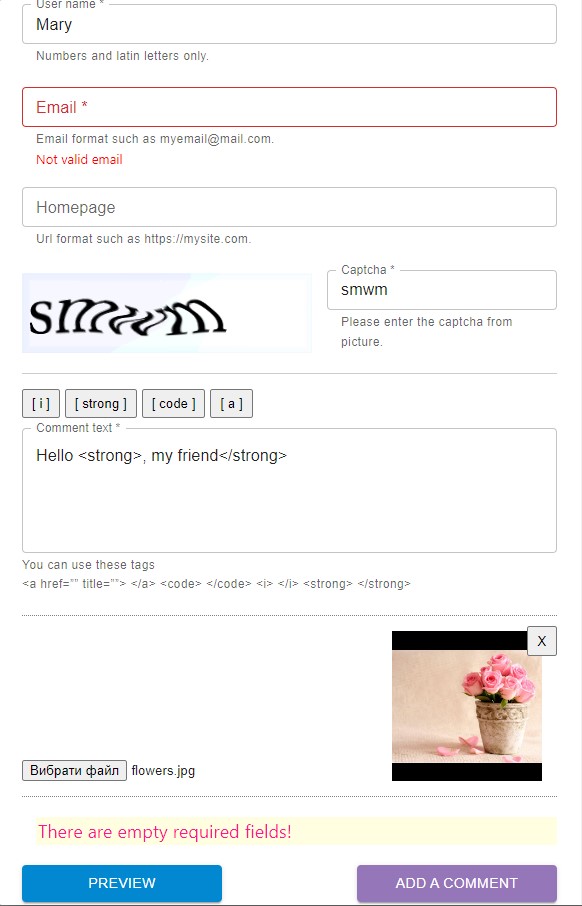 User name *
Mary
Numbers and latin letters only.
Email *
Email format such as myemail@mail.com.
Not valid email
Homepage
Url format such as https://mysite.com.
smwm
Captcha *
smwm
Please enter the captcha from
picture.
[ i ] [ strong ] [ code ] [ a ]
Comment text *
Hello <strong>, my friend</strong>
You can use these tags
<a href="" title=""> </a> <code> </code> <i> </i> <strong> </strong>
X
Вибрати файл flowers.jpg
There are empty required fields!
PREVIEW ADD A COMMENT